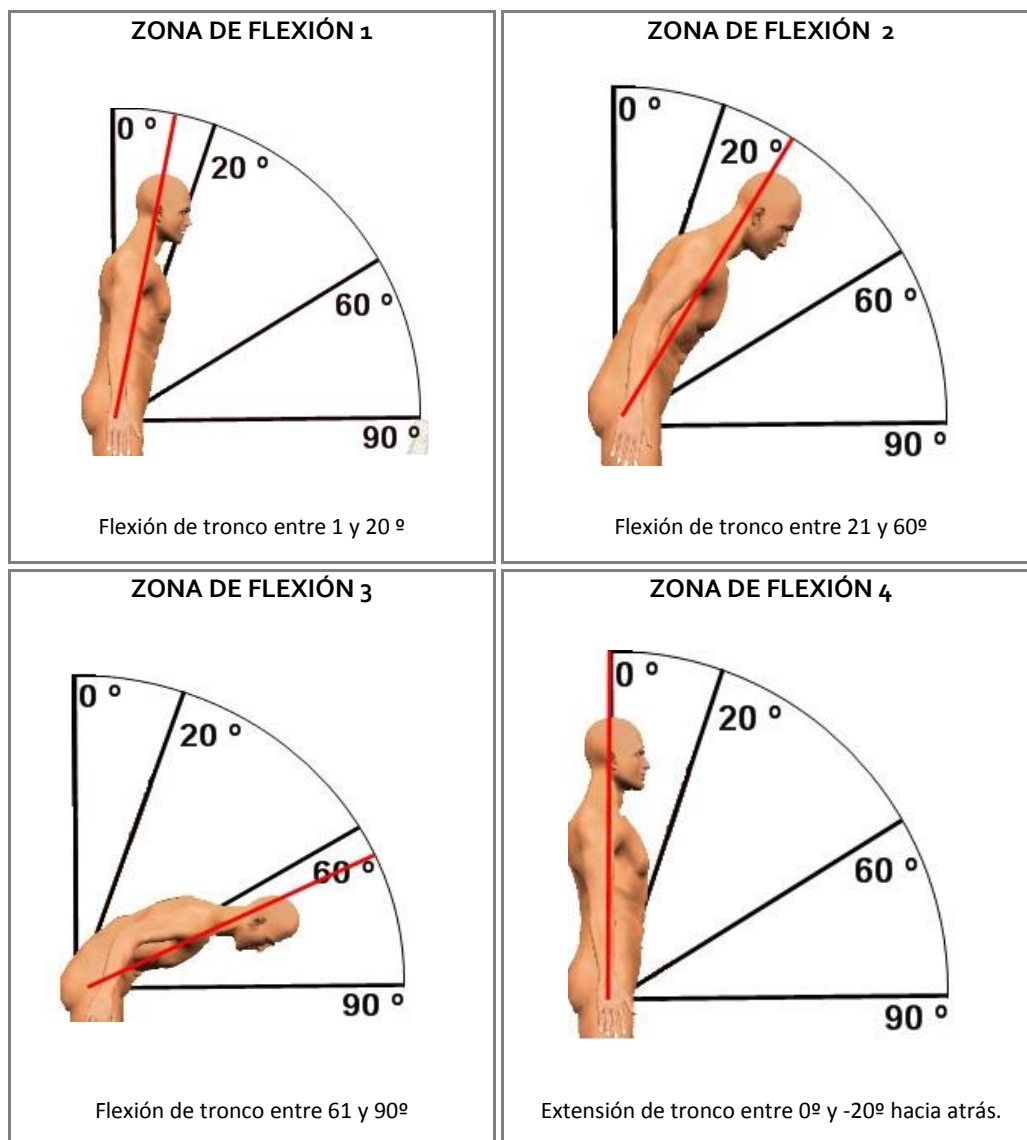 ZONA DE FLEXIÓN 1
0 º
20 º
60 º
90 º
Flexión de tronco entre 1 y 20 º
ZONA DE FLEXIÓN 2
0 º
20 º
60 º
90 º
Flexión de tronco entre 21 y 60º
ZONA DE FLEXIÓN 3
0 º
20 º
60 º
90 º
Flexión de tronco entre 61 y 90º
ZONA DE FLEXIÓN 4
0 º
20 º
60 º
90 º
Extensión de tronco entre 0º y -20º hacia atrás.